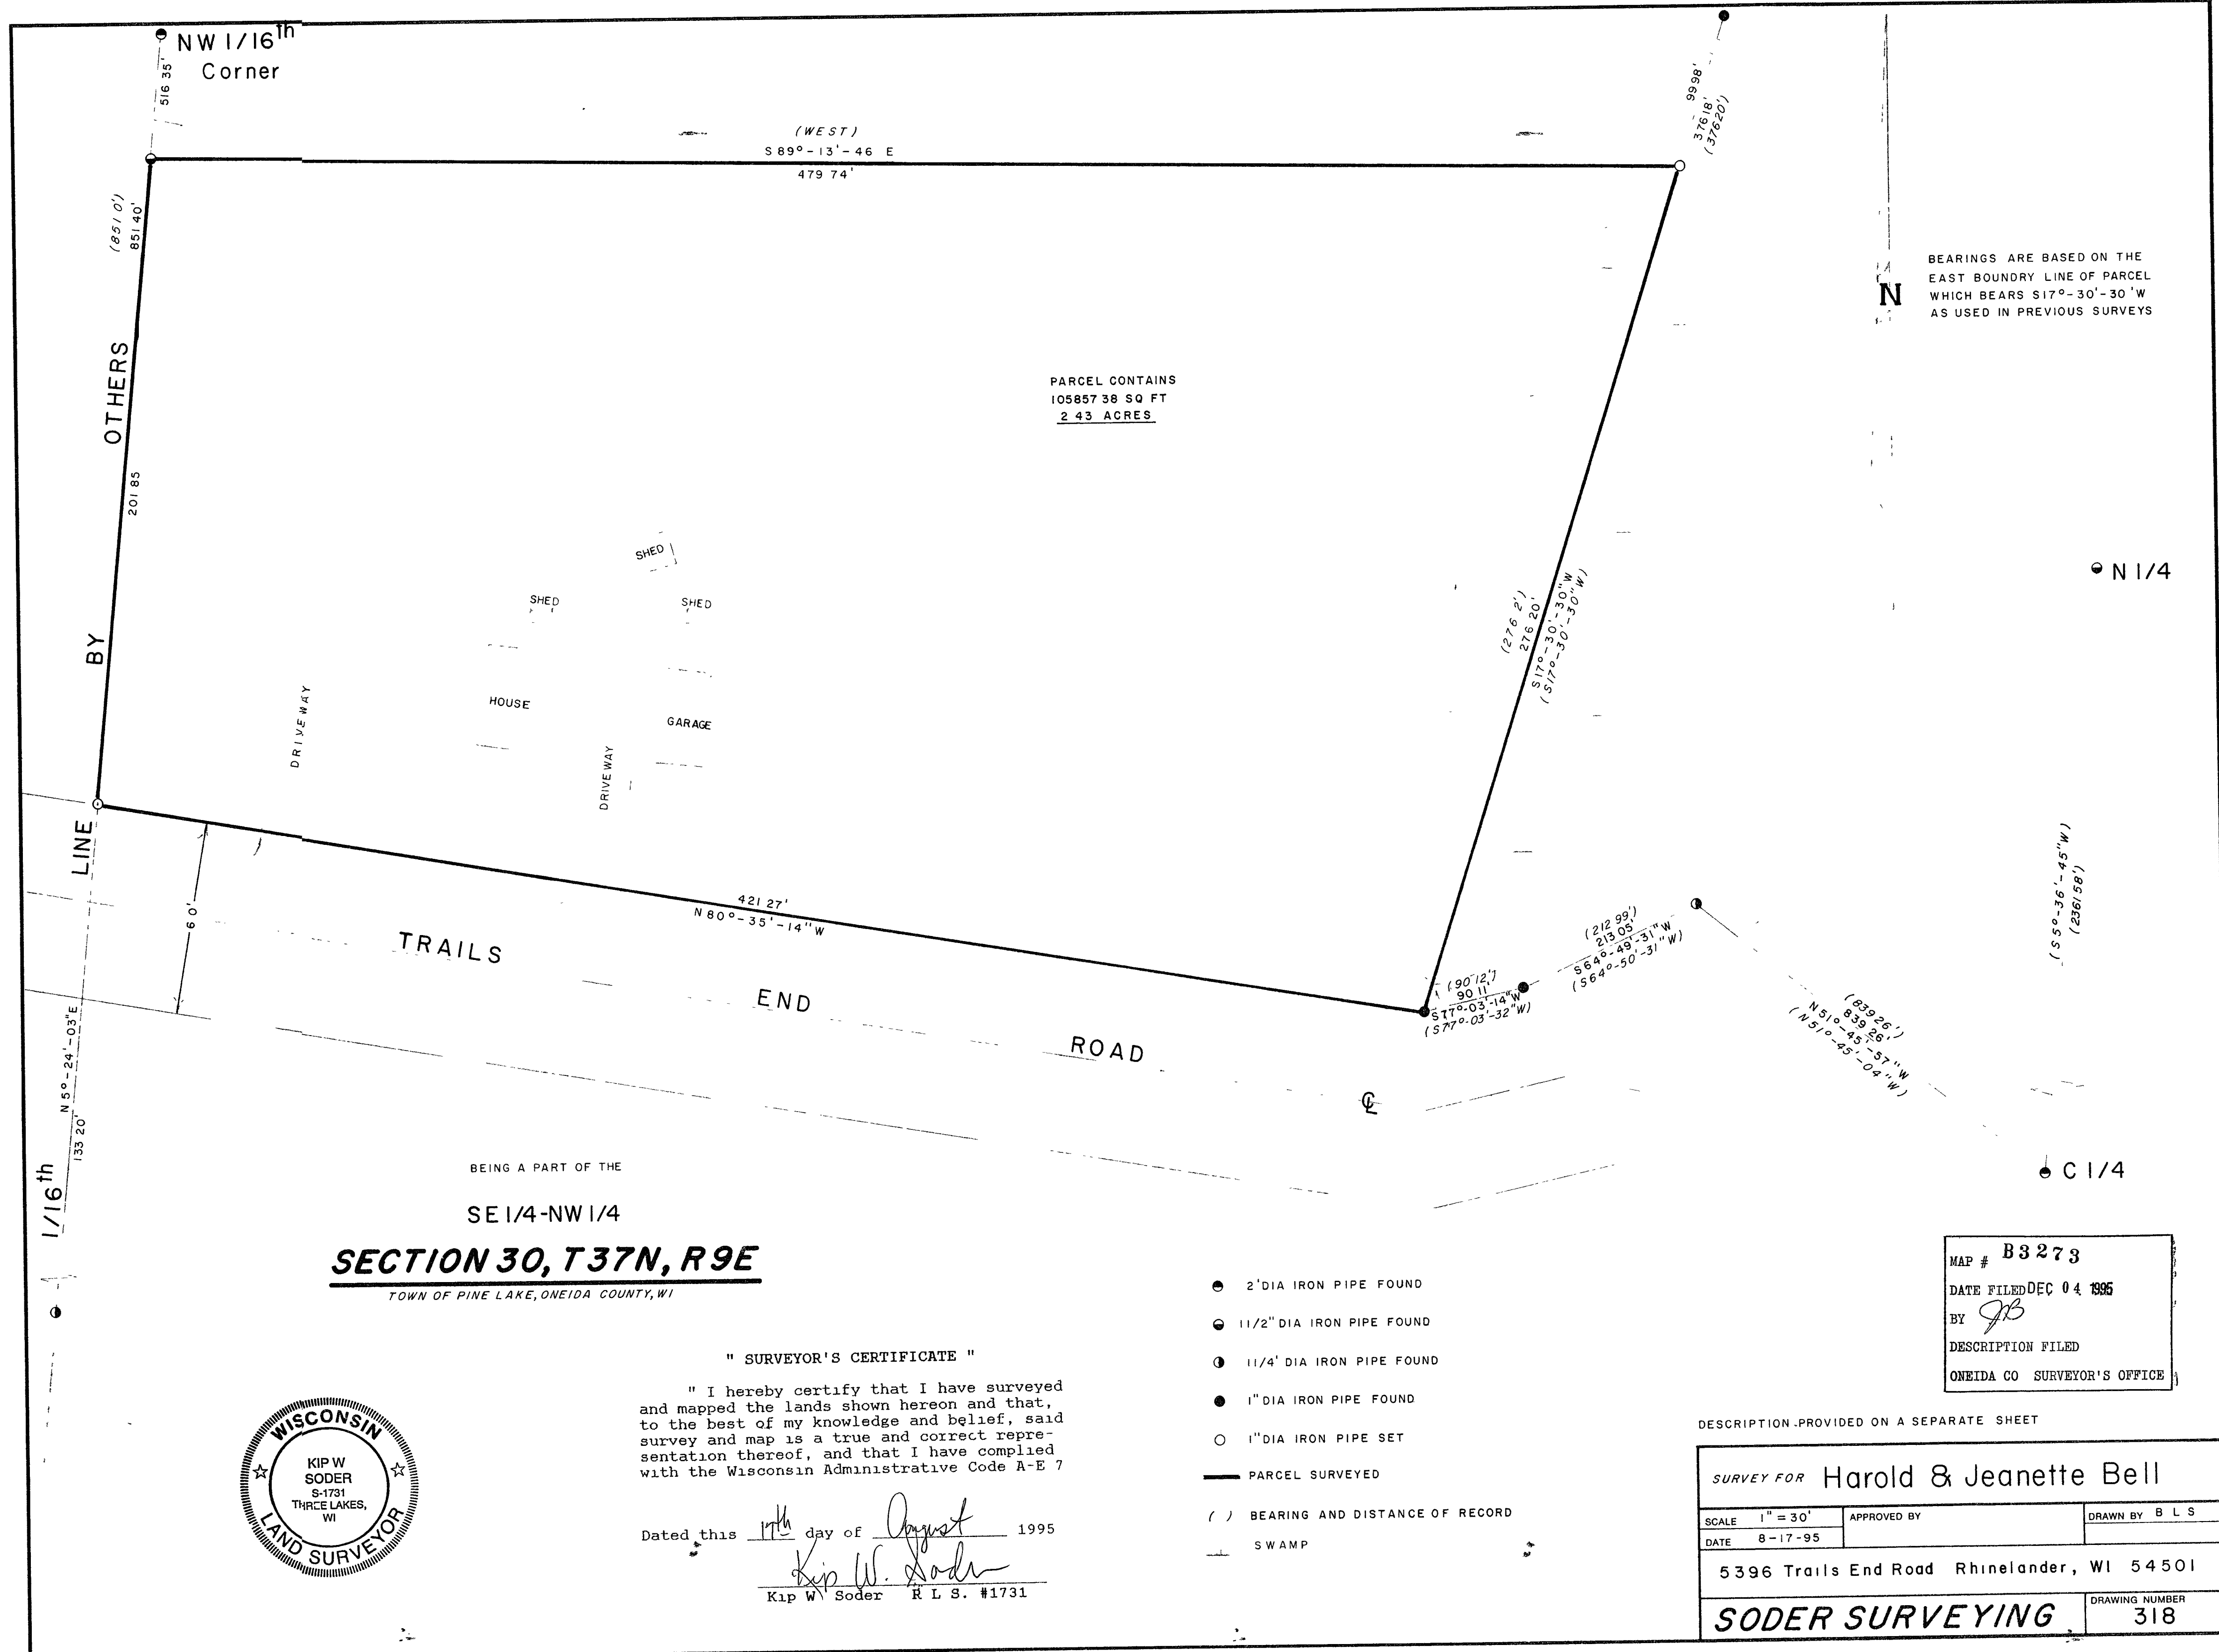 NW 1/16th
Corner
516 35'
(WEST)
S 89°-13'-46 E
479 74'
99 98'
376 18'
(376 20')
(851 0')
851 40'
BEARINGS ARE BASED ON THE
EAST BOUNDRY LINE OF PARCEL
WHICH BEARS S17°-30'-30'W
AS USED IN PREVIOUS SURVEYS
N
PARCEL CONTAINS
105857 38 SQ FT
2 43 ACRES
1/16th LINE BY OTHERS
201 85
SHED
SHED
SHED
HOUSE
GARAGE
DRIVEWAY
DRIVEWAY
(276 2')
276 20'
S17°-30'-30"W
(S17°-30'-30"W)
N 1/4
6 0'
421 27'
N 80°-35'-14"W
TRAILS END ROAD
(212 99')
213 05'
S64°-49'-31"W
(S64°-50'-31"W)
(90 12')
90 11'
S77°-03'-14"W
(S77°-03'-32"W)
(S5°-36'-45"W)
(2361 58')
(839 26')
839 26'
N51°-45'-57"W
(N51°-45'-04"W)
C 1/4
N 5°-24'-03"E
133 20'
BEING A PART OF THE
SE 1/4-NW 1/4
SECTION 30, T 37N, R 9E
TOWN OF PINE LAKE, ONEIDA COUNTY, WI
2'DIA IRON PIPE FOUND
1 1/2" DIA IRON PIPE FOUND
1 1/4' DIA IRON PIPE FOUND
1" DIA IRON PIPE FOUND
1"DIA IRON PIPE SET
PARCEL SURVEYED
( ) BEARING AND DISTANCE OF RECORD
SWAMP
MAP # B3273
DATE FILED DEC 04 1995
BY JB
DESCRIPTION FILED
ONEIDA CO SURVEYOR'S OFFICE
" SURVEYOR'S CERTIFICATE "
" I hereby certify that I have surveyed
and mapped the lands shown hereon and that,
to the best of my knowledge and belief, said
survey and map is a true and correct repre-
sentation thereof, and that I have complied
with the Wisconsin Administrative Code A-E 7
Dated this 17th day of August 1995
Kip W. Soder
Kip W Soder R L S. #1731
WISCONSIN
KIP W
SODER
S-1731
THREE LAKES,
WI
LAND SURVEYOR
DESCRIPTION PROVIDED ON A SEPARATE SHEET
SURVEY FOR Harold & Jeanette Bell
SCALE 1" = 30' APPROVED BY DRAWN BY B L S
DATE 8-17-95
5396 Trails End Road Rhinelander, WI 54501
SODER SURVEYING
DRAWING NUMBER
318